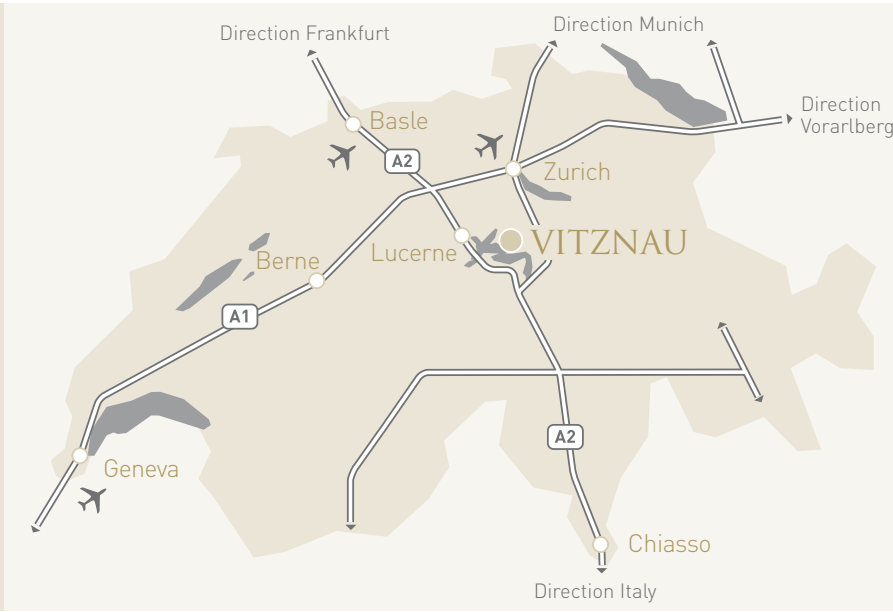 Direction Frankfurt
Direction Munich
Direction
Vorarlberg
Basle
A2
Zurich
VITZNAU
Lucerne
Berne
A1
A2
Geneva
Chiasso
Direction Italy